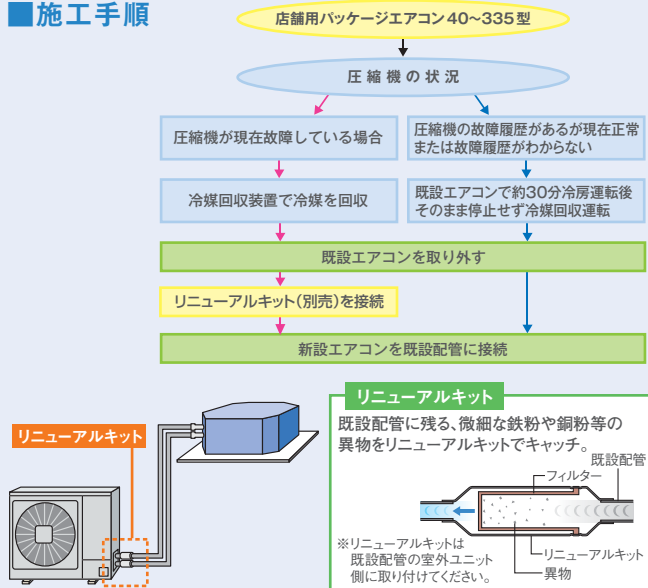 ■施工手順
店舗用パッケージエアコン40〜335型
圧縮機の状況
圧縮機が現在故障している場合
圧縮機の故障履歴があるが現在正常
または故障履歴がわからない
冷媒回収装置で冷媒を回収
既設エアコンで約30分冷房運転後
そのまま停止せず冷媒回収運転
既設エアコンを取り外す
リニューアルキット(別売)を接続
新設エアコンを既設配管に接続
リニューアルキット
リニューアルキット
既設配管に残る、微細な鉄粉や銅粉等の
異物をリニューアルキットでキャッチ。
既設配管
フィルター
リニューアルキット
異物
※リニューアルキットは
既設配管の室外ユニット
側に取り付けてください。